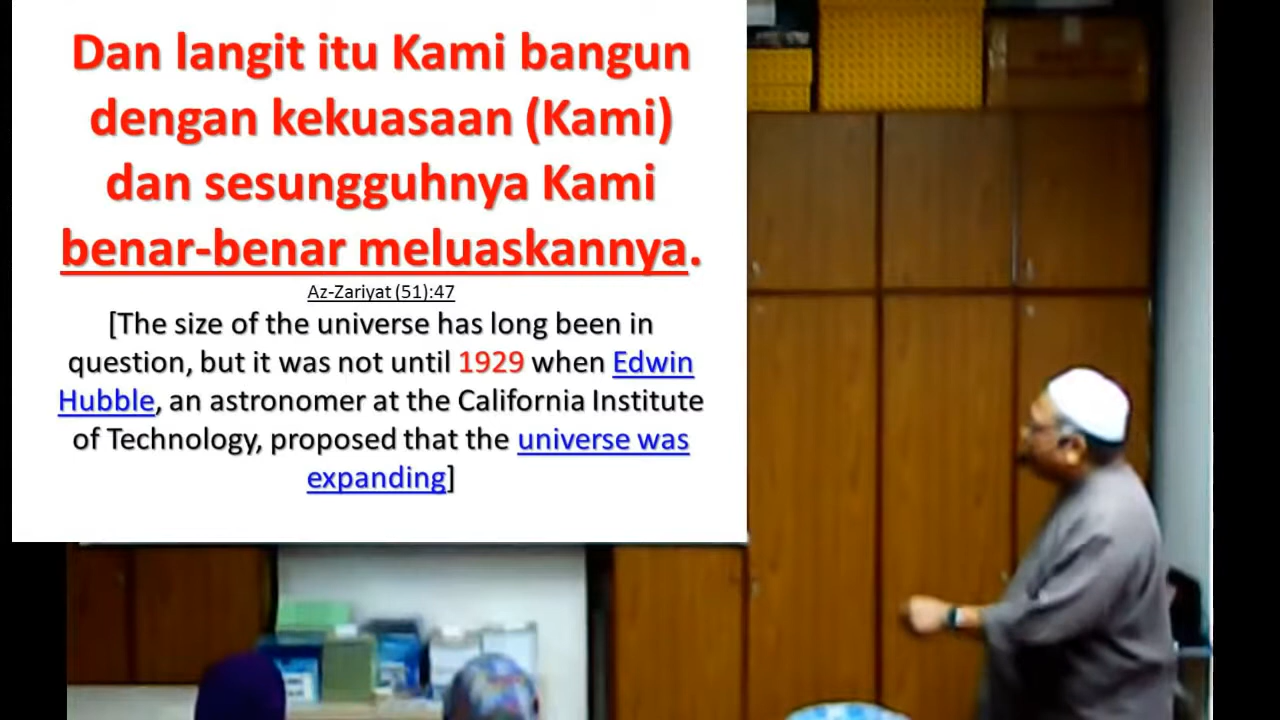 Dan langit itu Kami bangun
dengan kekuasaan (Kami)
dan sesungguhnya Kami
benar-benar meluaskannya.
Az-Zariyat (51):47
[The size of the universe has long been in
question, but it was not until 1929 when Edwin
Hubble, an astronomer at the California Institute
of Technology, proposed that the universe was
expanding]